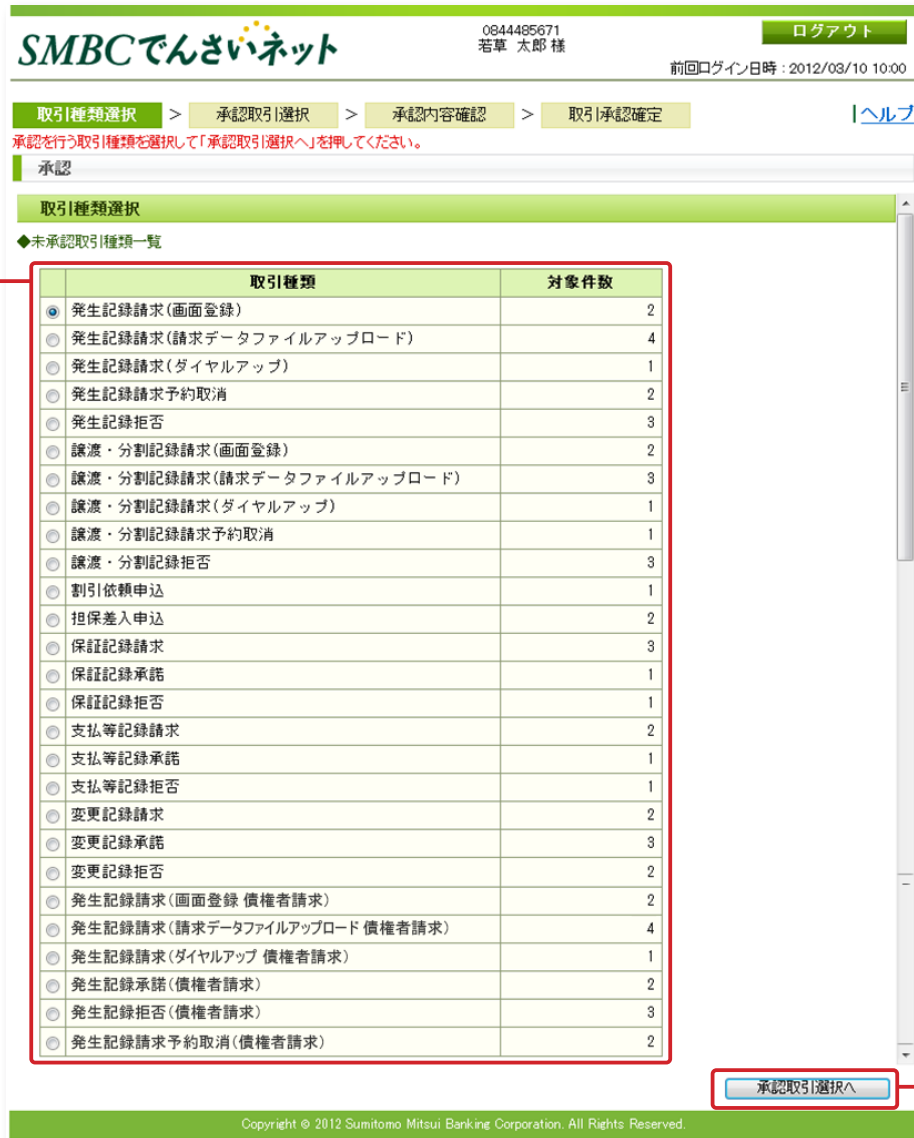 SMBCでんさいネット
0844485671
若草 太郎 様
ログアウト
前回ログイン日時：2012/03/10 10:00
取引種類選択 > 承認取引選択 > 承認内容確認 > 取引承認確定
ヘルプ
承認を行う取引種類を選択して「承認取引選択へ」を押してください。
承認
取引種類選択
◆未承認取引種類一覧
取引種類 対象件数
発生記録請求(画面登録) 2
発生記録請求(請求データファイルアップロード) 4
発生記録請求(ダイヤルアップ) 1
発生記録請求予約取消 2
発生記録拒否 3
譲渡・分割記録請求(画面登録) 2
譲渡・分割記録請求(請求データファイルアップロード) 3
譲渡・分割記録請求(ダイヤルアップ) 1
譲渡・分割記録請求予約取消 1
譲渡・分割記録拒否 3
割引依頼申込 1
担保差入申込 2
保証記録請求 3
保証記録承諾 1
保証記録拒否 1
支払等記録請求 2
支払等記録承諾 1
支払等記録拒否 1
変更記録請求 2
変更記録承諾 3
変更記録拒否 2
発生記録請求(画面登録 債権者請求) 2
発生記録請求(請求データファイルアップロード 債権者請求) 4
発生記録請求(ダイヤルアップ 債権者請求) 1
発生記録承諾(債権者請求) 2
発生記録拒否(債権者請求) 3
発生記録請求予約取消(債権者請求) 2
承認取引選択へ
Copyright © 2012 Sumitomo Mitsui Banking Corporation. All Rights Reserved.